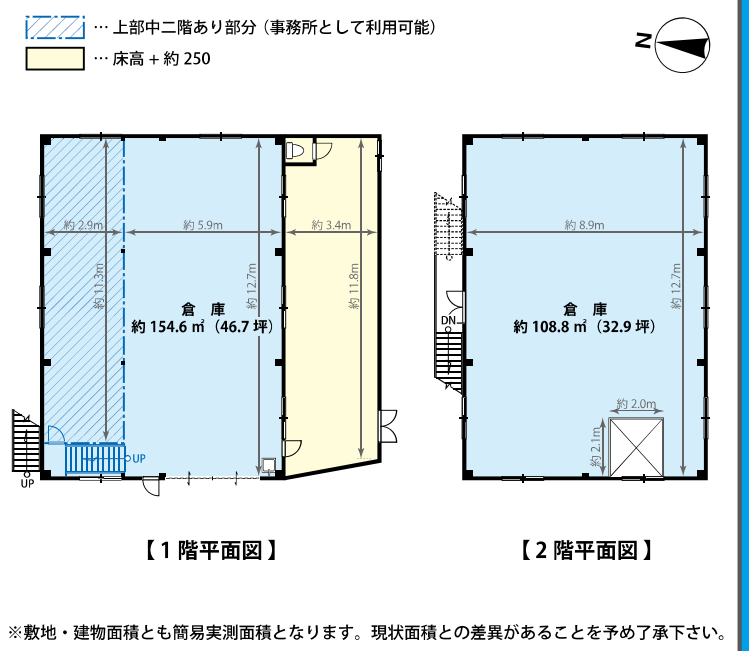 … 上部中二階あり部分（事務所として利用可能）
… 床高 + 約 250
N
約 2.9m
約 5.9m
約 3.4m
約 11.3m
約 12.7m
約 11.8m
倉 庫
約 154.6 ㎡（46.7 坪）
UP
UP
約 8.9m
約 12.7m
倉 庫
約 108.8 ㎡（32.9 坪）
DN
約 2.0m
約 2.1m
【 1 階平面図 】
【 2 階平面図 】
※敷地・建物面積とも簡易実測面積となります。現状面積との差異があることを予め了承下さい。